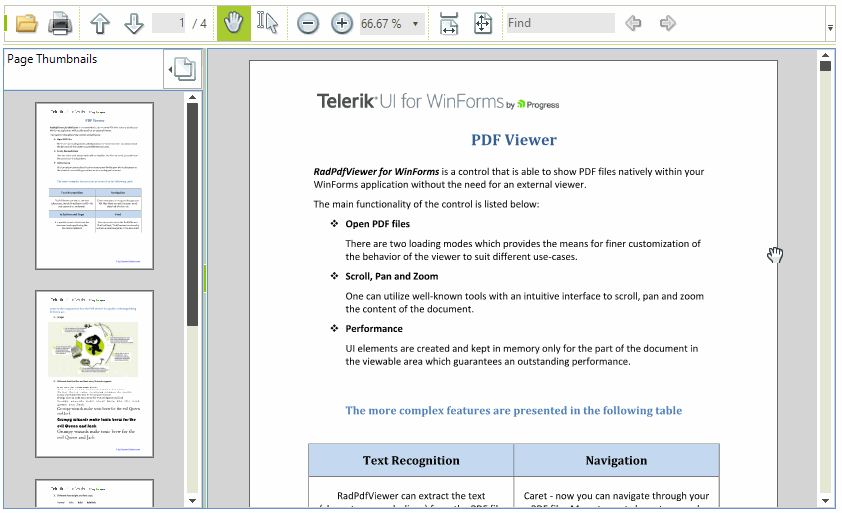 1 / 4
66.67 %
Find
Page Thumbnails
PDF Viewer
Telerik UI for WinForms by Progress
PDF Viewer
RadPdfViewer for WinForms is a control that is able to show PDF files natively within your
WinForms application without the need for an external viewer.
The main functionality of the control is listed below:
❖ Open PDF files
There are two loading modes which provides the means for finer customization of
the behavior of the viewer to suit different use-cases.
❖ Scroll, Pan and Zoom
One can utilize well-known tools with an intuitive interface to scroll, pan and zoom
the content of the document.
❖ Performance
UI elements are created and kept in memory only for the part of the document in
the viewable area which guarantees an outstanding performance.
The more complex features are presented in the following table
Text Recognition
Navigation
RadPdfViewer can extract the text
Caret - now you can navigate through your